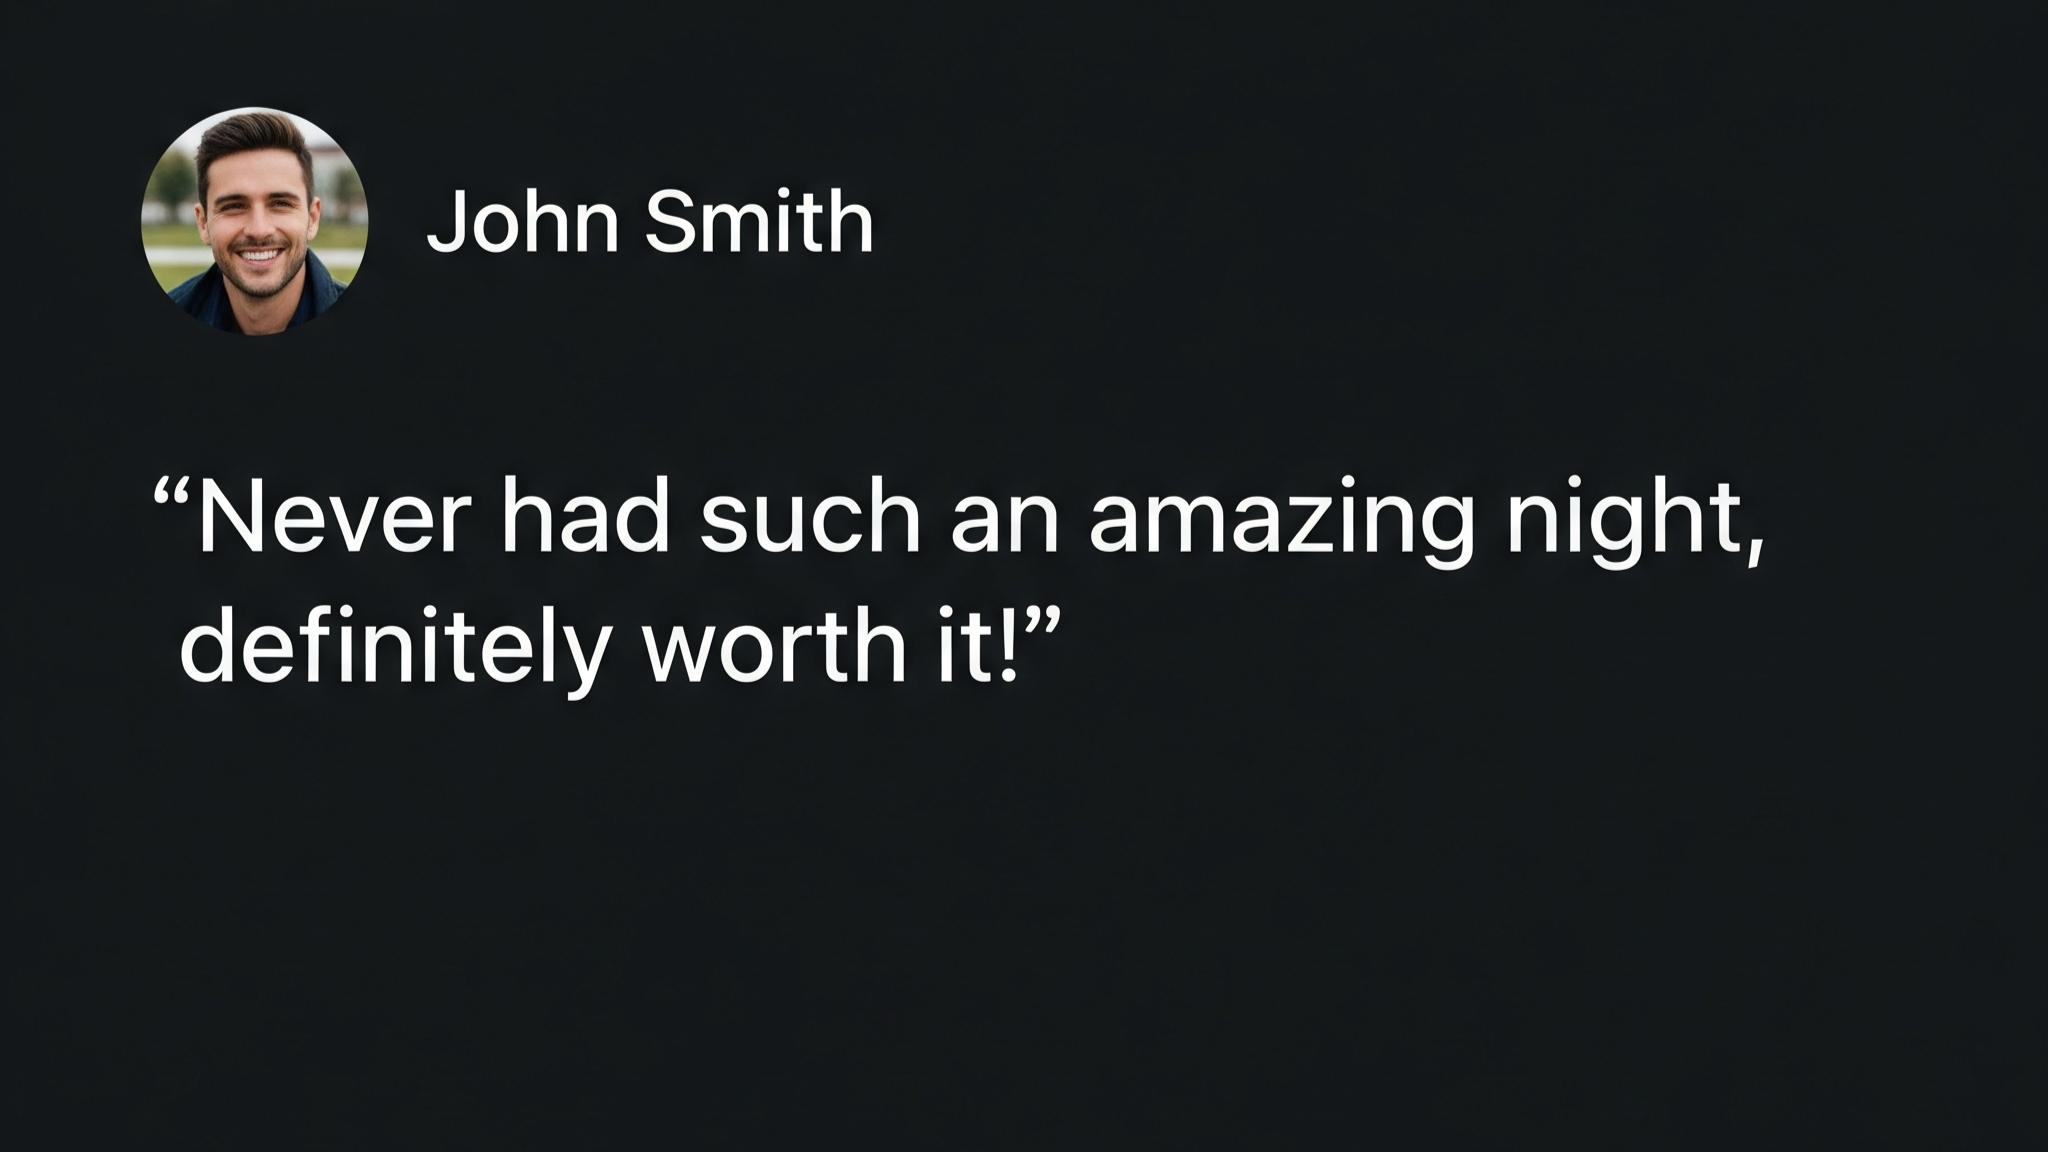 John Smith
“Never had such an amazing night,
definitely worth it!”